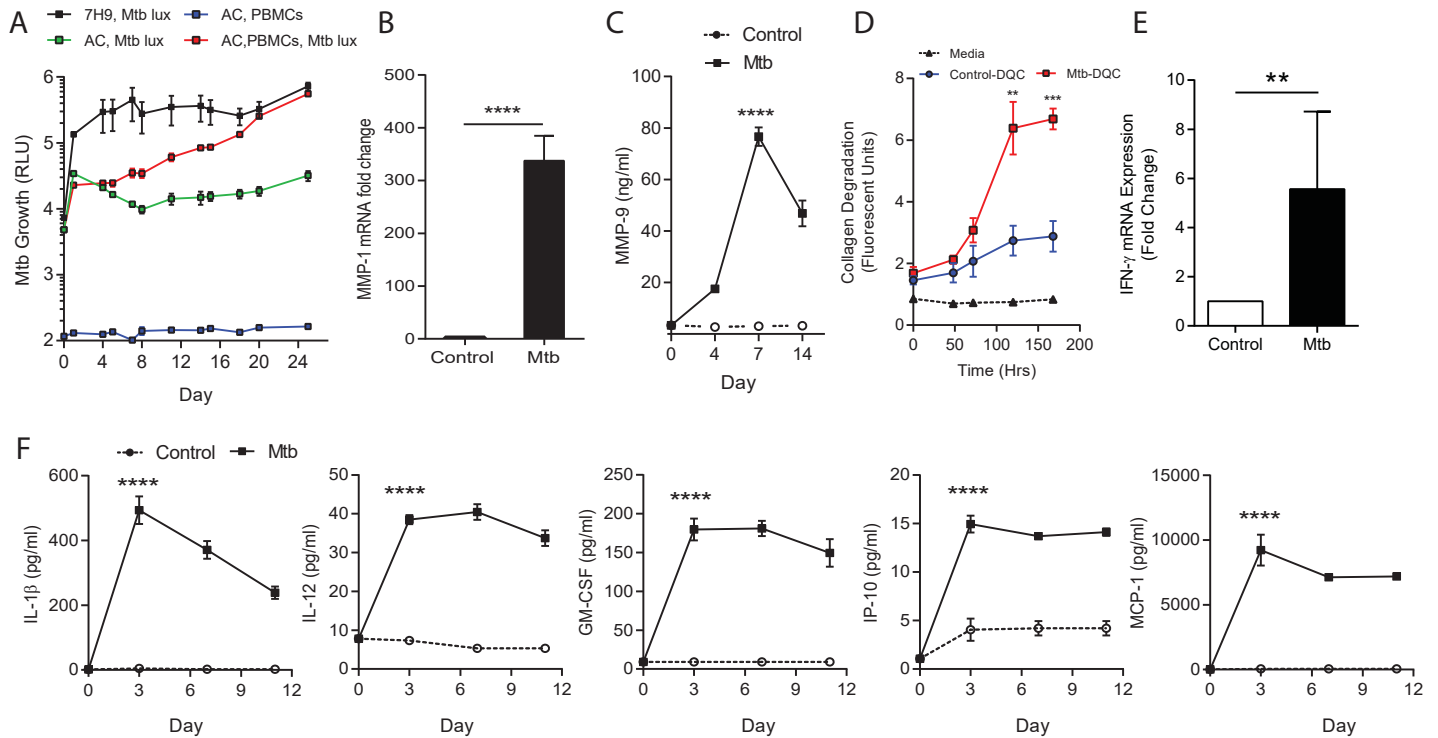 A
7H9, Mtb lux
AC, PBMCs
AC, Mtb lux
AC,PBMCs, Mtb lux
Mtb Growth (RLU)
6
5
4
3
2
0 4 8 12 16 20 24
Day
B
MMP-1 mRNA fold change
500
400
300
200
100
0
****
Control Mtb
C
Control
Mtb
MMP-9 (ng/ml)
100
80
60
40
20
****
0 4 7 14
Day
D
Media
Control-DQC
Mtb-DQC
Collagen Degradation
(Fluorescent Units)
8
6
4
2
0
**
***
0 50 100 150 200
Time (Hrs)
E
IFN-γ mRNA Expression
(Fold Change)
10
8
6
4
2
0
**
Control Mtb
F
Control
Mtb
IL-1β (pg/ml)
600
400
200
0
****
0 3 6 9 12
Day
IL-12 (pg/ml)
50
40
30
20
10
0
****
0 3 6 9 12
Day
GM-CSF (pg/ml)
250
200
150
100
50
0
****
0 3 6 9 12
Day
IP-10 (pg/ml)
20
15
10
5
0
****
0 3 6 9 12
Day
MCP-1 (pg/ml)
15000
10000
5000
0
****
0 3 6 9 12
Day